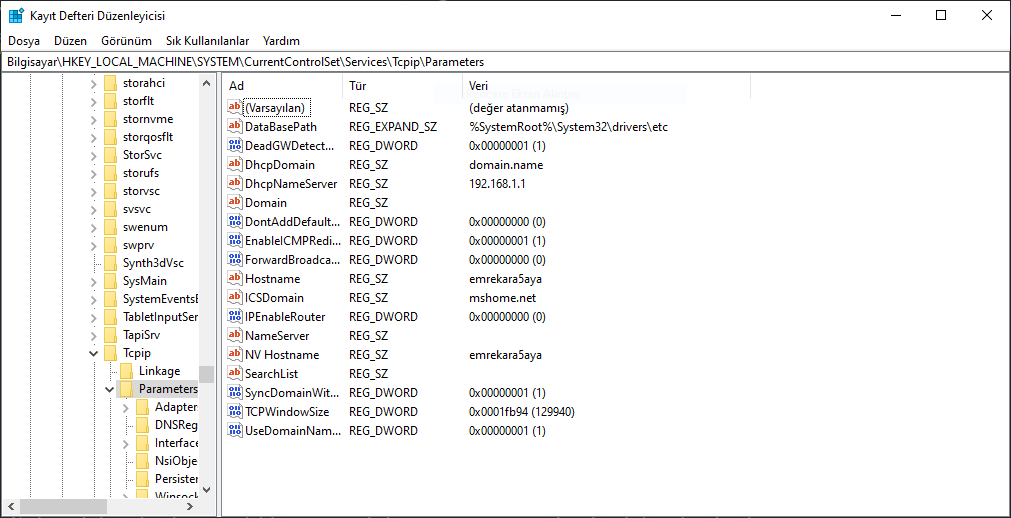 Kayıt Defteri Düzenleyicisi
Dosya Düzen Görünüm Sık Kullanılanlar Yardım
Bilgisayar\HKEY_LOCAL_MACHINE\SYSTEM\CurrentControlSet\Services\Tcpip\Parameters
storahci
storflt
stornvme
storqosflt
StorSvc
storufs
storvsc
svsvc
swenum
swprv
Synth3dVsc
SysMain
SystemEventsB
TabletInputSer
TapiSrv
Tcpip
Linkage
Parameters
Adapter
DNSReg
Interface
NsiObje
Persister
Winsock
Ad Tür Veri
(Varsayılan) REG_SZ (değer atanmamış)
DataBasePath REG_EXPAND_SZ %SystemRoot%\System32\drivers\etc
DeadGWDetect... REG_DWORD 0x00000001 (1)
DhcpDomain REG_SZ domain.name
DhcpNameServer REG_SZ 192.168.1.1
Domain REG_SZ
DontAddDefault... REG_DWORD 0x00000000 (0)
EnableICMPRedi... REG_DWORD 0x00000001 (1)
ForwardBroadca... REG_DWORD 0x00000000 (0)
Hostname REG_SZ emrekara5aya
ICSDomain REG_SZ mshome.net
IPEnableRouter REG_DWORD 0x00000000 (0)
NameServer REG_SZ
NV Hostname REG_SZ emrekara5aya
SearchList REG_SZ
SyncDomainWit... REG_DWORD 0x00000001 (1)
TCPWindowSize REG_DWORD 0x0001fb94 (129940)
UseDomainNam... REG_DWORD 0x00000001 (1)